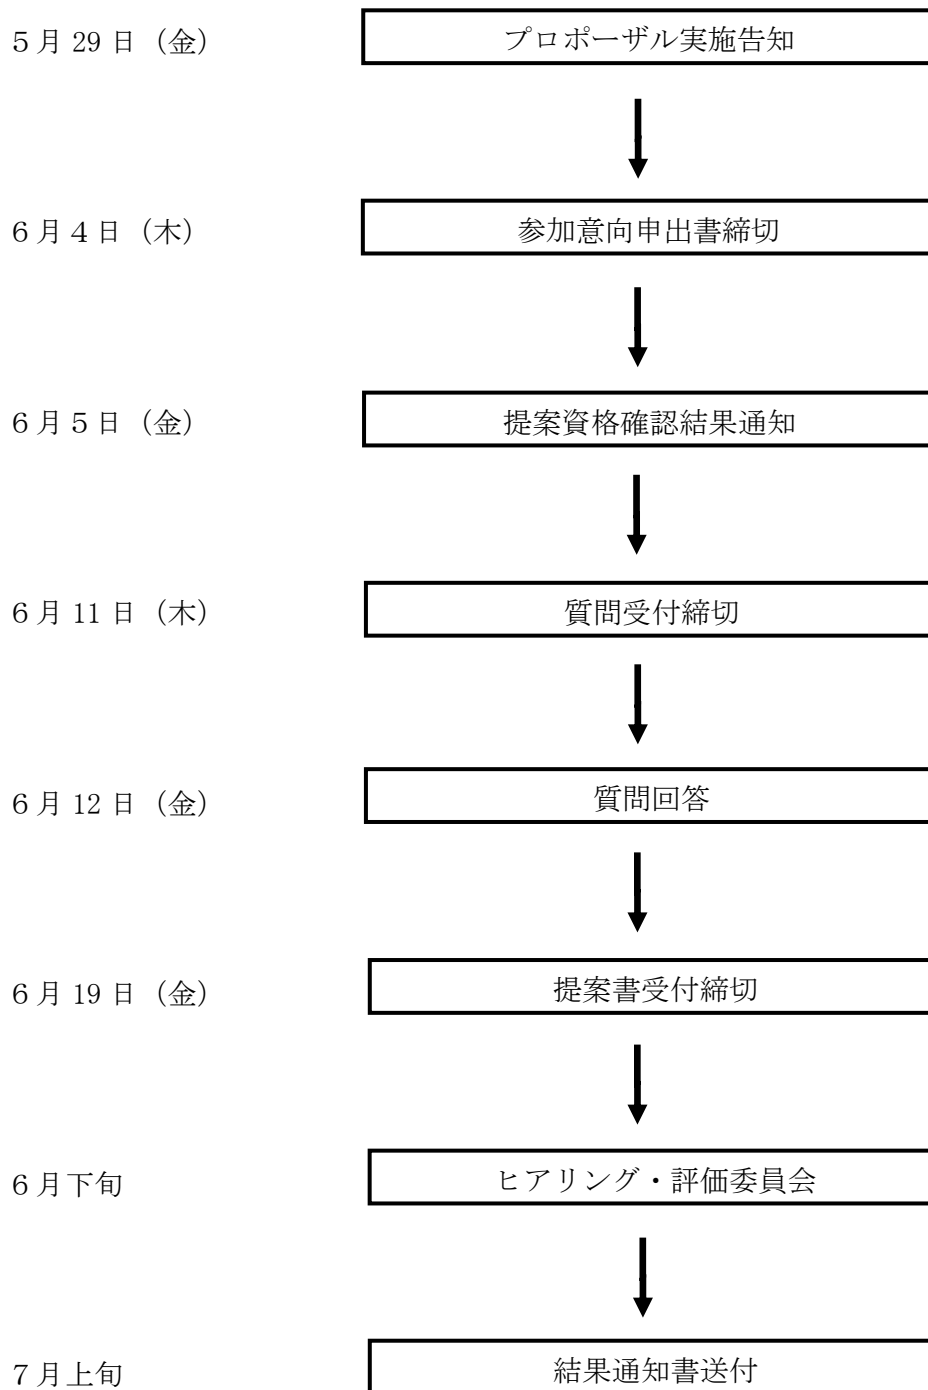 5月29日（金） プロポーザル実施告知
6月4日（木） 参加意向申出書締切
6月5日（金） 提案資格確認結果通知
6月11日（木） 質問受付締切
6月12日（金） 質問回答
6月19日（金） 提案書受付締切
6月下旬 ヒアリング・評価委員会
7月上旬 結果通知書送付